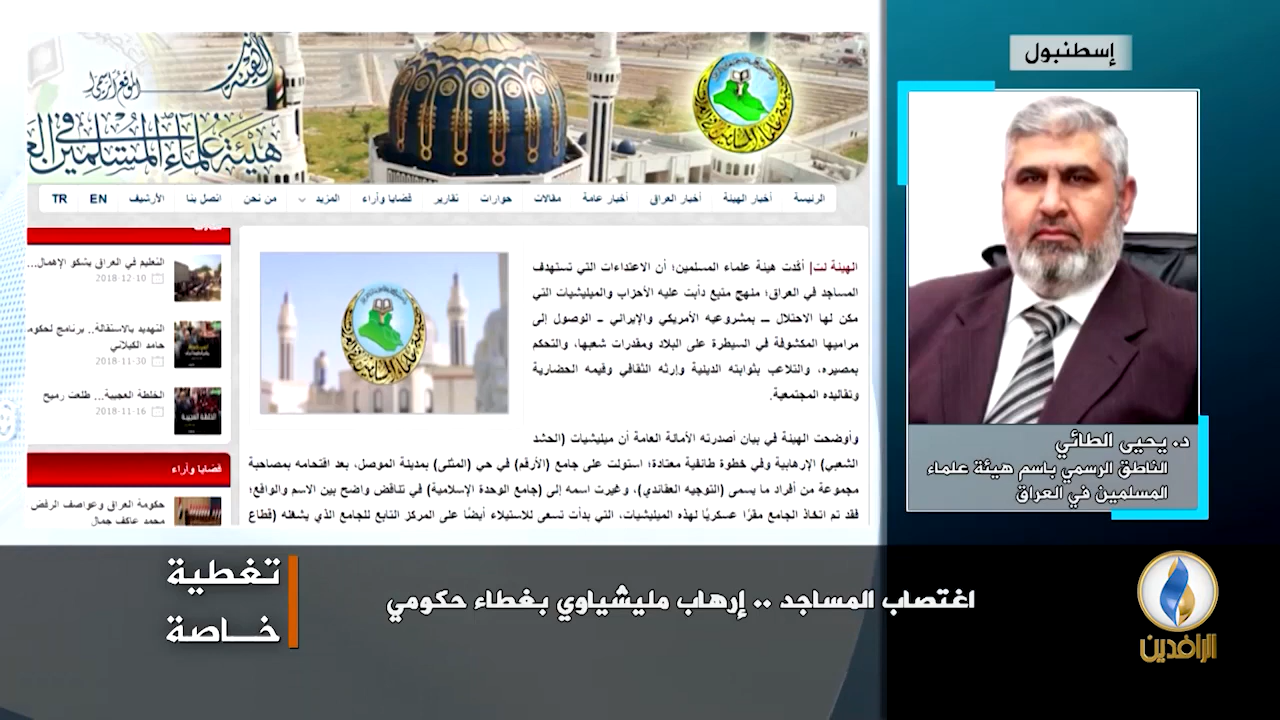 إسطنبول
الموقع الرسمي
هيئة علماء المسلمين في
الرئيسة أخبار الهيئة أخبار العراق أخبار عامة مقالات حوارات تقارير قضايا وآراء المزيد من نحن اتصل بنا الأرشيف EN TR
الهيئة نت| أكدت هيئة علماء المسلمين؛ أن الاعتداءات التي تستهدف
المساجد في العراق؛ منهج متبع دأبت عليه الأحزاب والميليشيات التي
مكن لها الاحتلال ــ بمشروعيه الأمريكي والإيراني ــ الوصول إلى
مراميها المكشوفة في السيطرة على البلاد ومقدرات شعبها، والتحكم
بمصيره، والتلاعب بثوابته الدينية وإرثه الثقافي وقيمه الحضارية
وتقاليده المجتمعية.
وأوضحت الهيئة في بيان أصدرته الأمانة العامة أن ميليشيات (الحشد
الشعبي) الإرهابية وفي خطوة طائفية معتادة؛ استولت على جامع (الأرقم) في حي (المثنى) بمدينة الموصل، بعد اقتحامه بمصاحبة
مجموعة من أفراد ما يسمى (التوجيه العقائدي)، وغيرت اسمه إلى (جامع الوحدة الإسلامية) في تناقض واضح بين الاسم والواقع؛
فقد تم اتخاذ الجامع مقرًا عسكريًا لهذه الميليشيات، التي بدأت تسعى للاستيلاء أيضًا على المركز التابع للجامع الذي يشغله (قطاع
التعليم في العراق يشكو الإهمال...
2018-12-10
التهديد بالاستقالة.. برنامج لحكومة
حامد الكيلاني
2018-11-30
الخلطة العجيبة... طلعت رميح
2018-11-16
قضايا وآراء
حكومة العراق وعواصف الرفض
محمد عاكف جمال
د. يحيى الطائي
الناطق الرسمي باسم هيئة علماء
المسلمين في العراق
تغطية
خاصة
اغتصاب المساجد .. إرهاب مليشياوي بغطاء حكومي
الرافدين